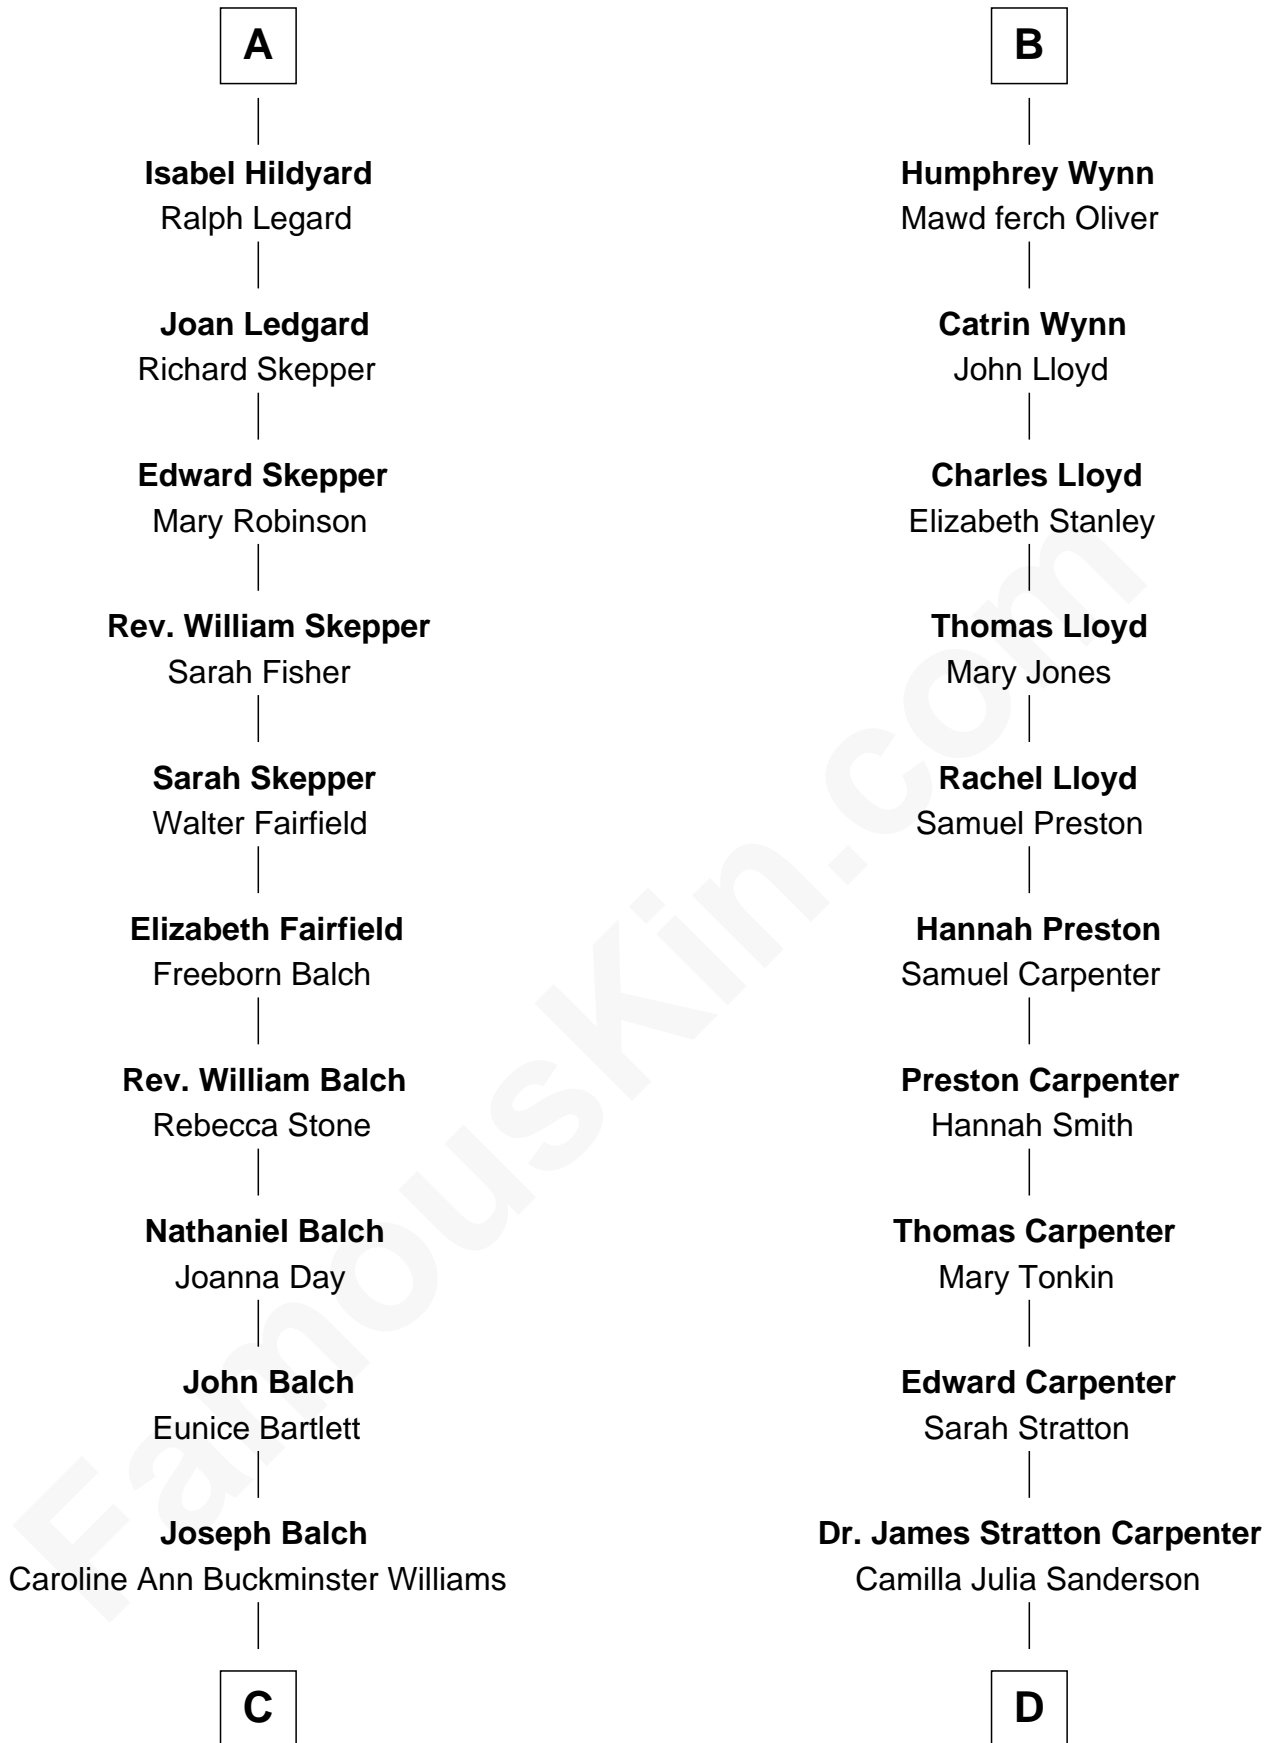 A
Isabel Hildyard
Ralph Legard
Joan Ledgard
Richard Skepper
Edward Skepper
Mary Robinson
Rev. William Skepper
Sarah Fisher
Sarah Skepper
Walter Fairfield
Elizabeth Fairfield
Freeborn Balch
Rev. William Balch
Rebecca Stone
Nathaniel Balch
Joanna Day
John Balch
Eunice Bartlett
Joseph Balch
Caroline Ann Buckminster Williams
C
B
Humphrey Wynn
Mawd ferch Oliver
Catrin Wynn
John Lloyd
Charles Lloyd
Elizabeth Stanley
Thomas Lloyd
Mary Jones
Rachel Lloyd
Samuel Preston
Hannah Preston
Samuel Carpenter
Preston Carpenter
Hannah Smith
Thomas Carpenter
Mary Tonkin
Edward Carpenter
Sarah Stratton
Dr. James Stratton Carpenter
Camilla Julia Sanderson
D
FamousKin.com